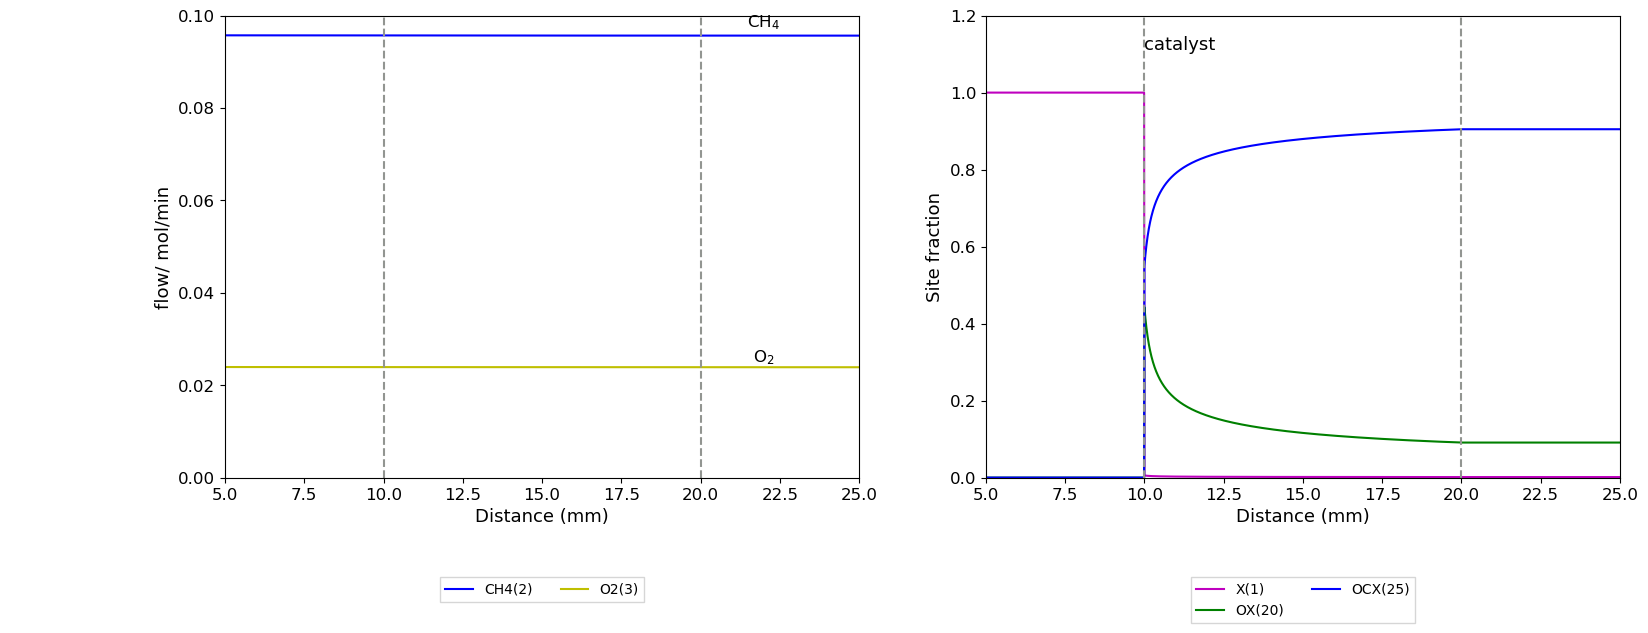 0.10
0.08
0.06
0.04
0.02
0.00
flow/ mol/min
CH₄
O₂
5.0 7.5 10.0 12.5 15.0 17.5 20.0 22.5 25.0
Distance (mm)
CH4(2) O2(3)
1.2
1.0
0.8
0.6
0.4
0.2
0.0
Site fraction
catalyst
5.0 7.5 10.0 12.5 15.0 17.5 20.0 22.5 25.0
Distance (mm)
X(1) OCX(25)
OX(20)